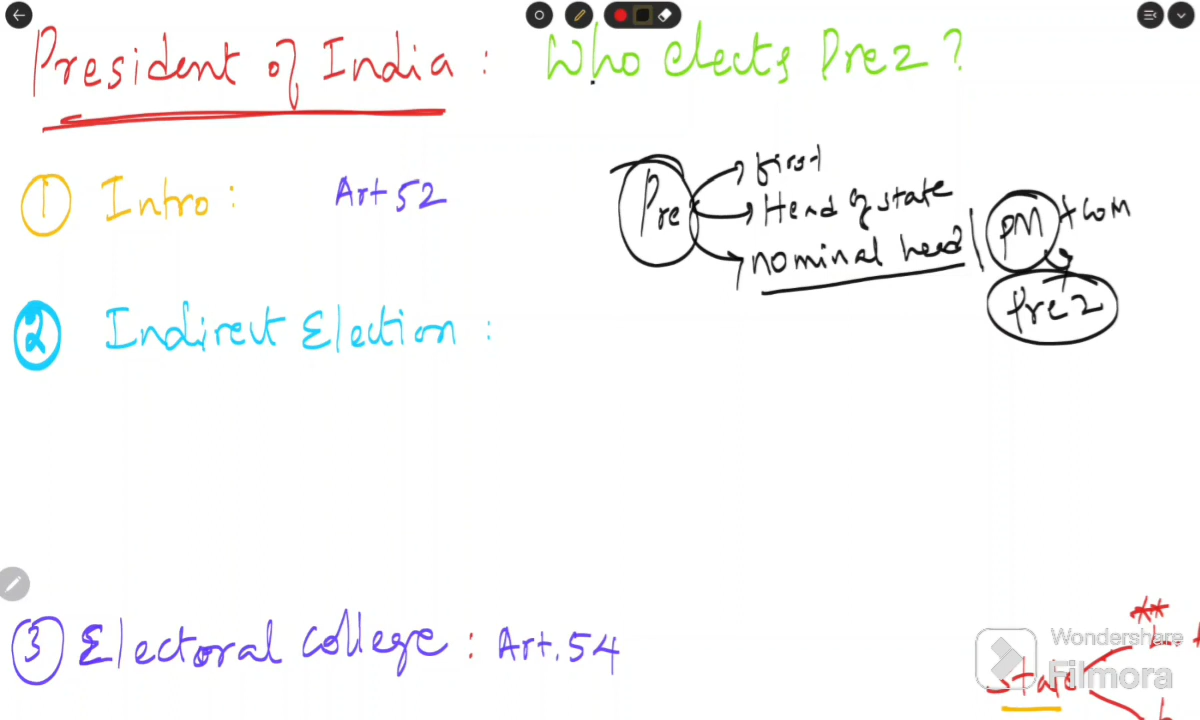 President of India : Who elects Prez ?
① Intro : Art 52
Pre
first
Head of state
nominal head
PM + COM
Prez
② Indirect Election :
③ Electoral college : Art. 54
**
State
Wondershare
Filmora